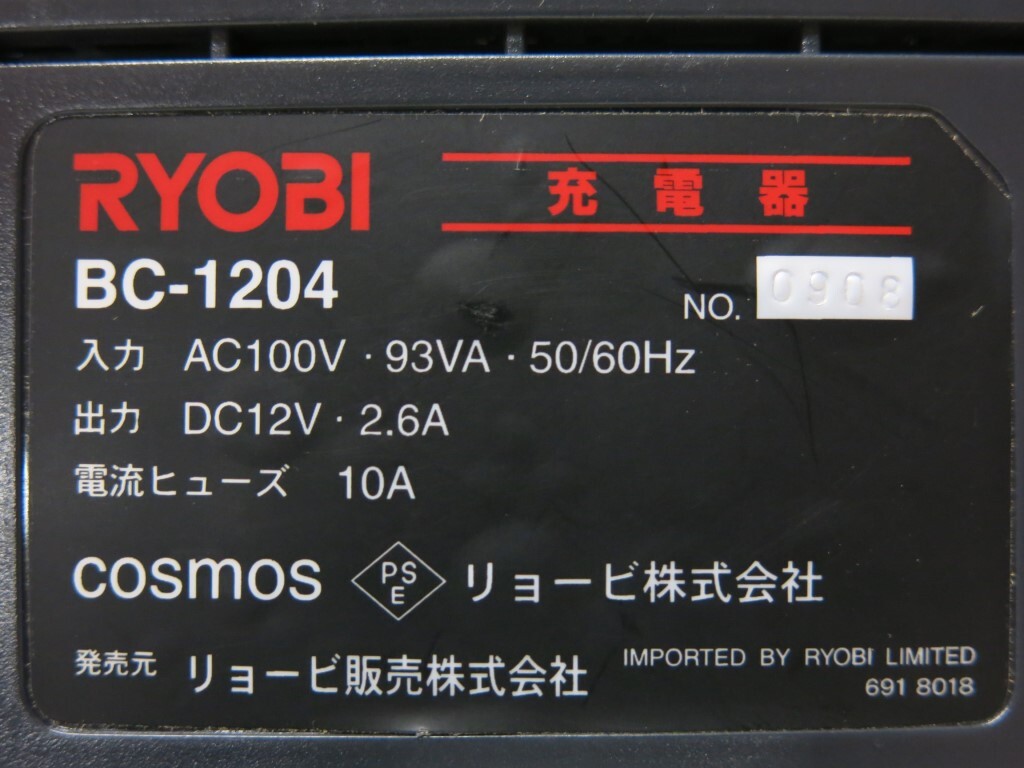 RYOBI 充電器
BC-1204
NO. 0908
入力 AC100V・93VA・50/60Hz
出力 DC12V・2.6A
電流ヒューズ 10A
cosmos PSE リョービ株式会社
発売元 リョービ販売株式会社
IMPORTED BY RYOBI LIMITED
691 8018